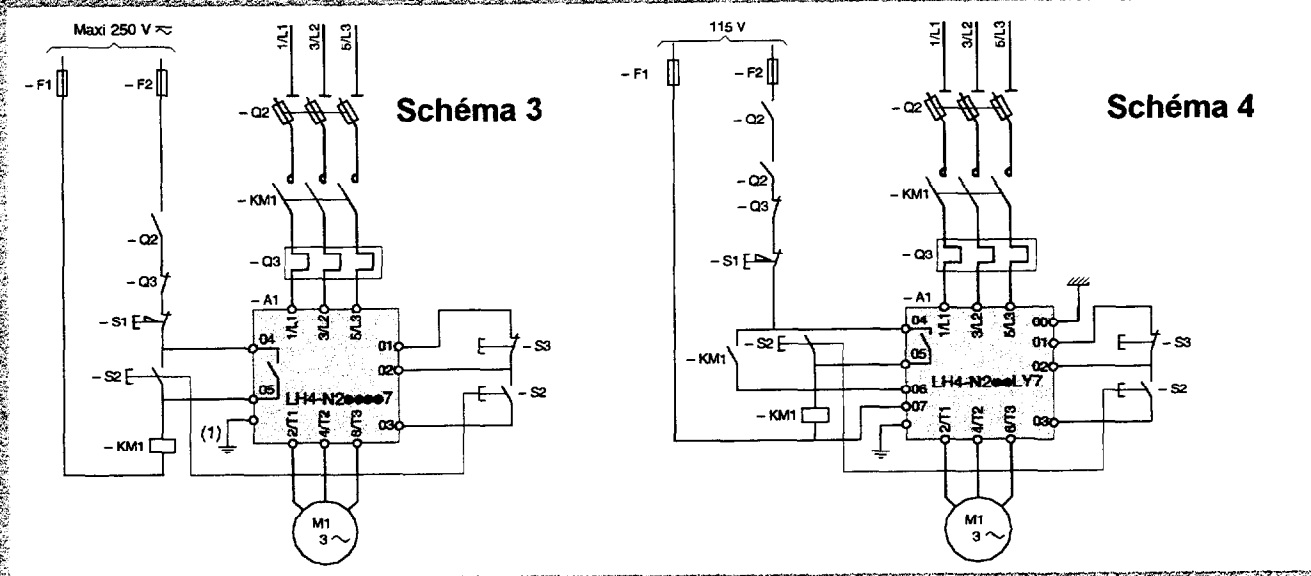 Maxi 250 V
1/L1
3/L2
5/L3
– F1
– F2
– Q2
Schéma 3
– KM1
– Q2
– Q3
– Q3
– S1
– A1
1/L1
3/L2
5/L3
04
01
– S3
02
– S2
05
LH4-N2●●●●7
– S2
(1)
03
– KM1
2/T1
4/T2
6/T3
M1
3 ~
115 V
1/L1
3/L2
5/L3
– F1
– F2
– Q2
– Q2
Schéma 4
– Q2
– KM1
– Q3
– Q3
– S1
– A1
1/L1
3/L2
5/L3
00
04
01
– S2
– S3
– KM1
05
02
LH4-N2●●LY7
06
– S2
07
– KM1
03
2/T1
4/T2
6/T3
M1
3 ~